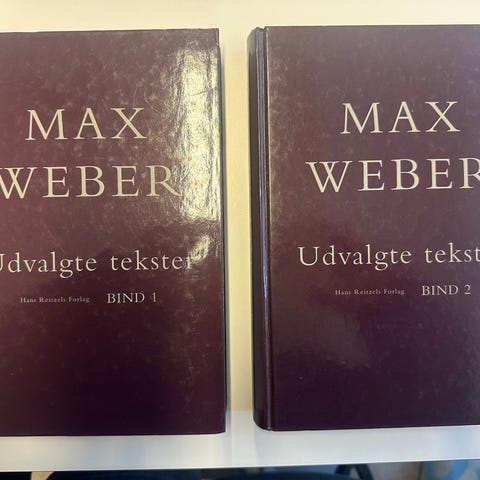 MAX
WEBER
Udvalgte tekster
Hans Reitzels Forlag BIND 1
MAX
WEBER
Udvalgte tekst
Hans Reitzels Forlag BIND 2